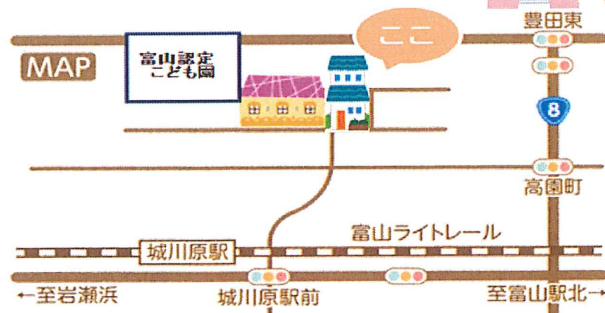 豊田東
ここ
MAP
富山認定
こども園
8
高園町
富山ライトレール
城川原駅
←至岩瀬浜
城川原駅前
至富山駅北→